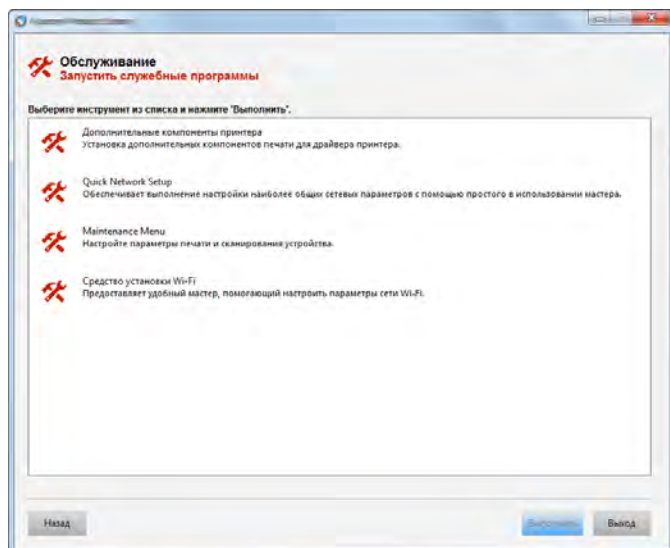 Обслуживание
Запустить служебные программы
Выберите инструмент из списка и нажмите "Выполнить".
Дополнительные компоненты принтера
Установка дополнительных компонентов печати для драйвера принтера.
Quick Network Setup
Обеспечивает выполнение настройки наиболее общих сетевых параметров с помощью простого в использовании мастера.
Maintenance Menu
Настройте параметры печати и сканирования устройства.
Средство установки Wi-Fi
Предоставляет удобный мастер, помогающий настроить параметры сети Wi-Fi.
Назад
Выполнить
Выход